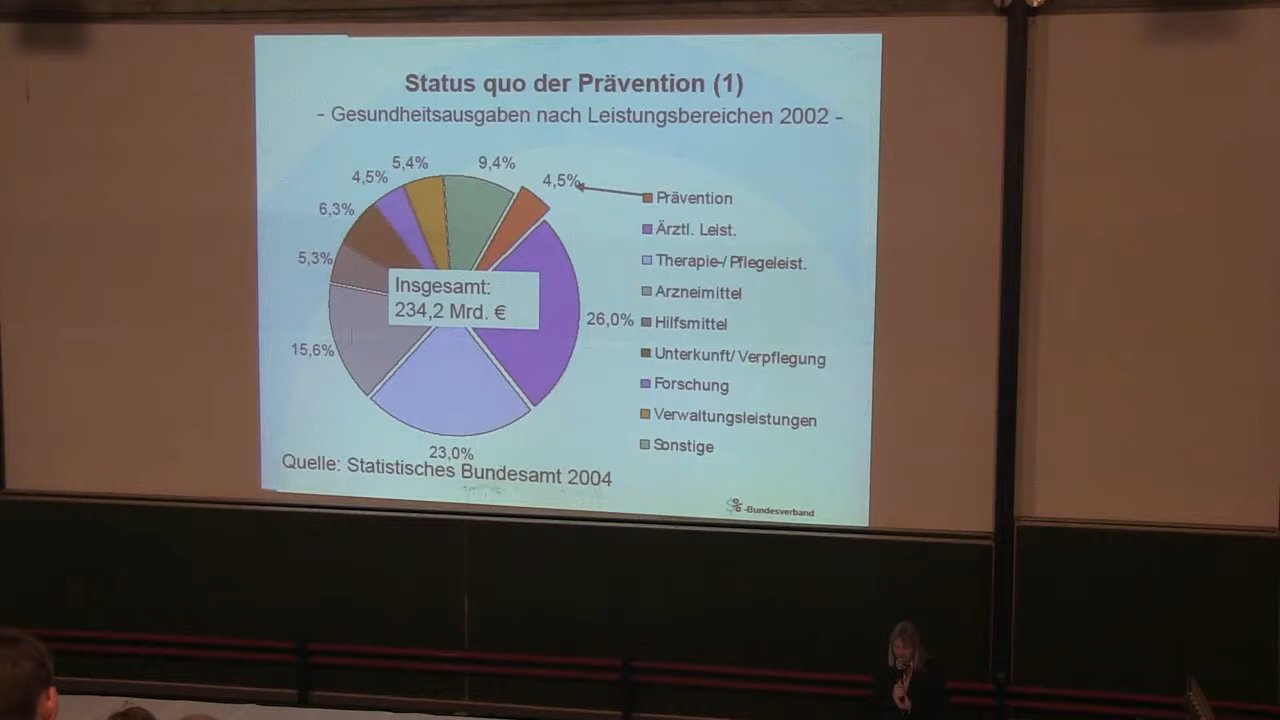 Status quo der Prävention (1)
- Gesundheitsausgaben nach Leistungsbereichen 2002 -
5,4%
9,4%
4,5%
4,5%
6,3%
5,3%
15,6%
23,0%
26,0%
Insgesamt:
234,2 Mrd. €
Prävention
Ärztl. Leist.
Therapie-/ Pflegeleist.
Arzneimittel
Hilfsmittel
Unterkunft/ Verpflegung
Forschung
Verwaltungsleistungen
Sonstige
Quelle: Statistisches Bundesamt 2004
-Bundesverband